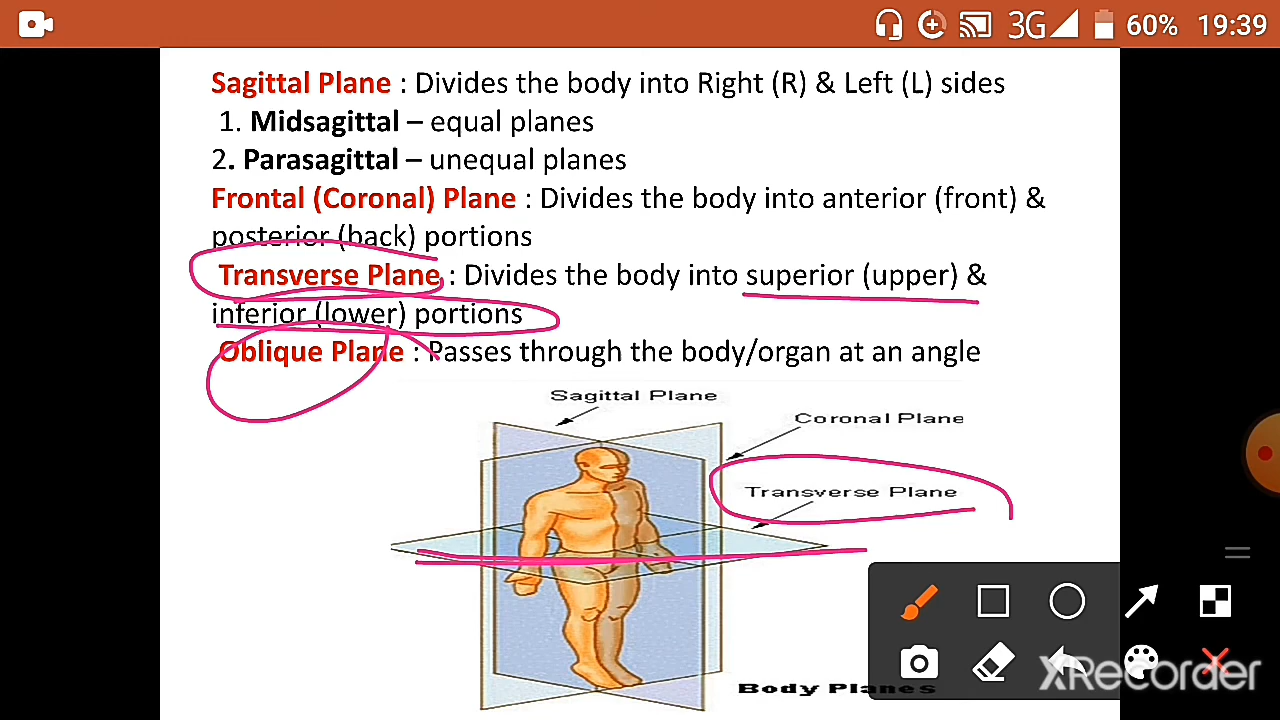 3G 60% 19:39
Sagittal Plane : Divides the body into Right (R) & Left (L) sides
1. Midsagittal – equal planes
2. Parasagittal – unequal planes
Frontal (Coronal) Plane : Divides the body into anterior (front) &
posterior (back) portions
Transverse Plane : Divides the body into superior (upper) &
inferior (lower) portions
Oblique Plane : Passes through the body/organ at an angle
Sagittal Plane
Coronal Plane
Transverse Plane
Body Planes
XRecorder